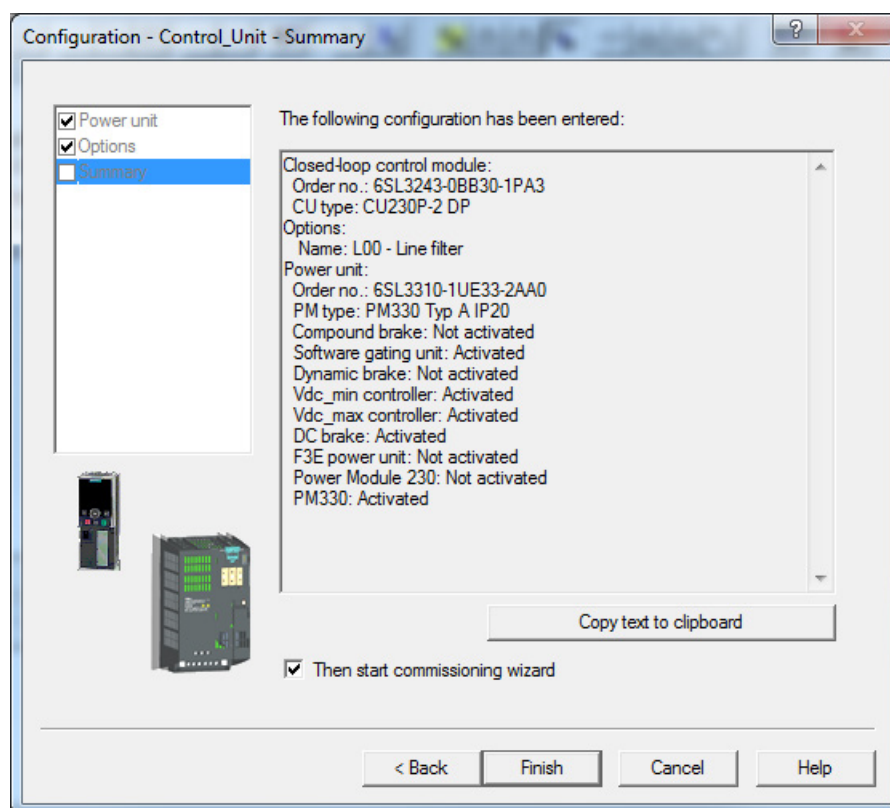 Configuration - Control_Unit - Summary
Power unit
Options
Summary
The following configuration has been entered:
Closed-loop control module:
Order no.: 6SL3243-0BB30-1PA3
CU type: CU230P-2 DP
Options:
Name: L00 - Line filter
Power unit:
Order no.: 6SL3310-1UE33-2AA0
PM type: PM330 Typ A IP20
Compound brake: Not activated
Software gating unit: Activated
Dynamic brake: Not activated
Vdc_min controller: Activated
Vdc_max controller: Activated
DC brake: Activated
F3E power unit: Not activated
Power Module 230: Not activated
PM330: Activated
Copy text to clipboard
Then start commissioning wizard
< Back
Finish
Cancel
Help